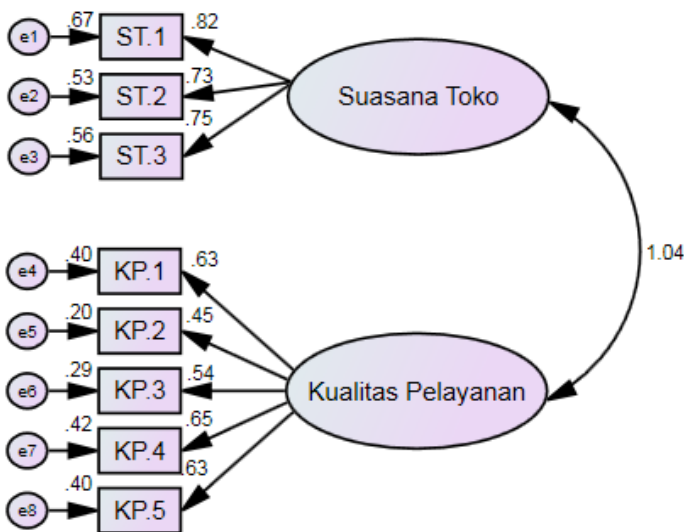 .67 .82
e1 ST.1
.53 .73
e2 ST.2 Suasana Toko
.56 .75
e3 ST.3
1.04
.40 .63
e4 KP.1
.20 .45
e5 KP.2
.29 .54
e6 KP.3 Kualitas Pelayanan
.42 .65
e7 KP.4
.40 .63
e8 KP.5